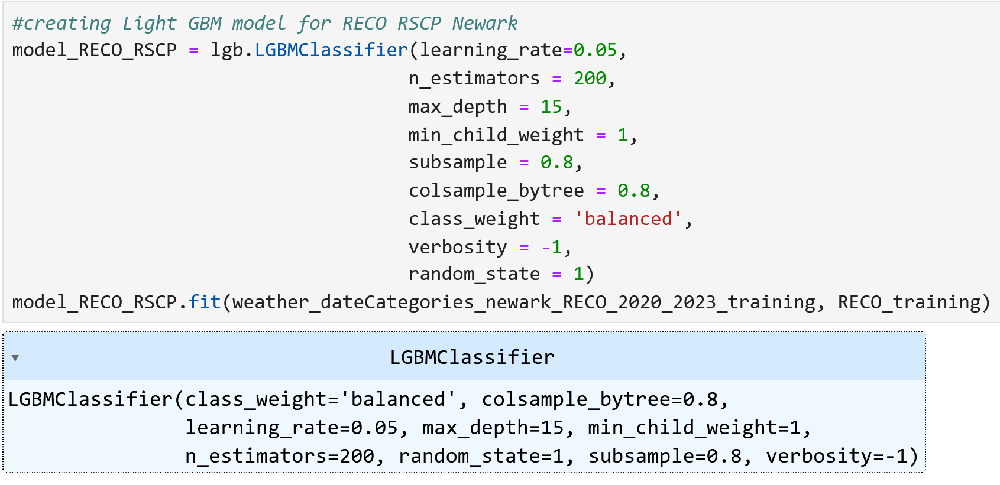 #creating Light GBM model for RECO RSCP Newark
model_RECO_RSCP = lgb.LGBMClassifier(learning_rate=0.05,
n_estimators = 200,
max_depth = 15,
min_child_weight = 1,
subsample = 0.8,
colsample_bytree = 0.8,
class_weight = 'balanced',
verbosity = -1,
random_state = 1)
model_RECO_RSCP.fit(weather_dateCategories_newark_RECO_2020_2023_training, RECO_training)
LGBMClassifier
LGBMClassifier(class_weight='balanced', colsample_bytree=0.8,
learning_rate=0.05, max_depth=15, min_child_weight=1,
n_estimators=200, random_state=1, subsample=0.8, verbosity=-1)